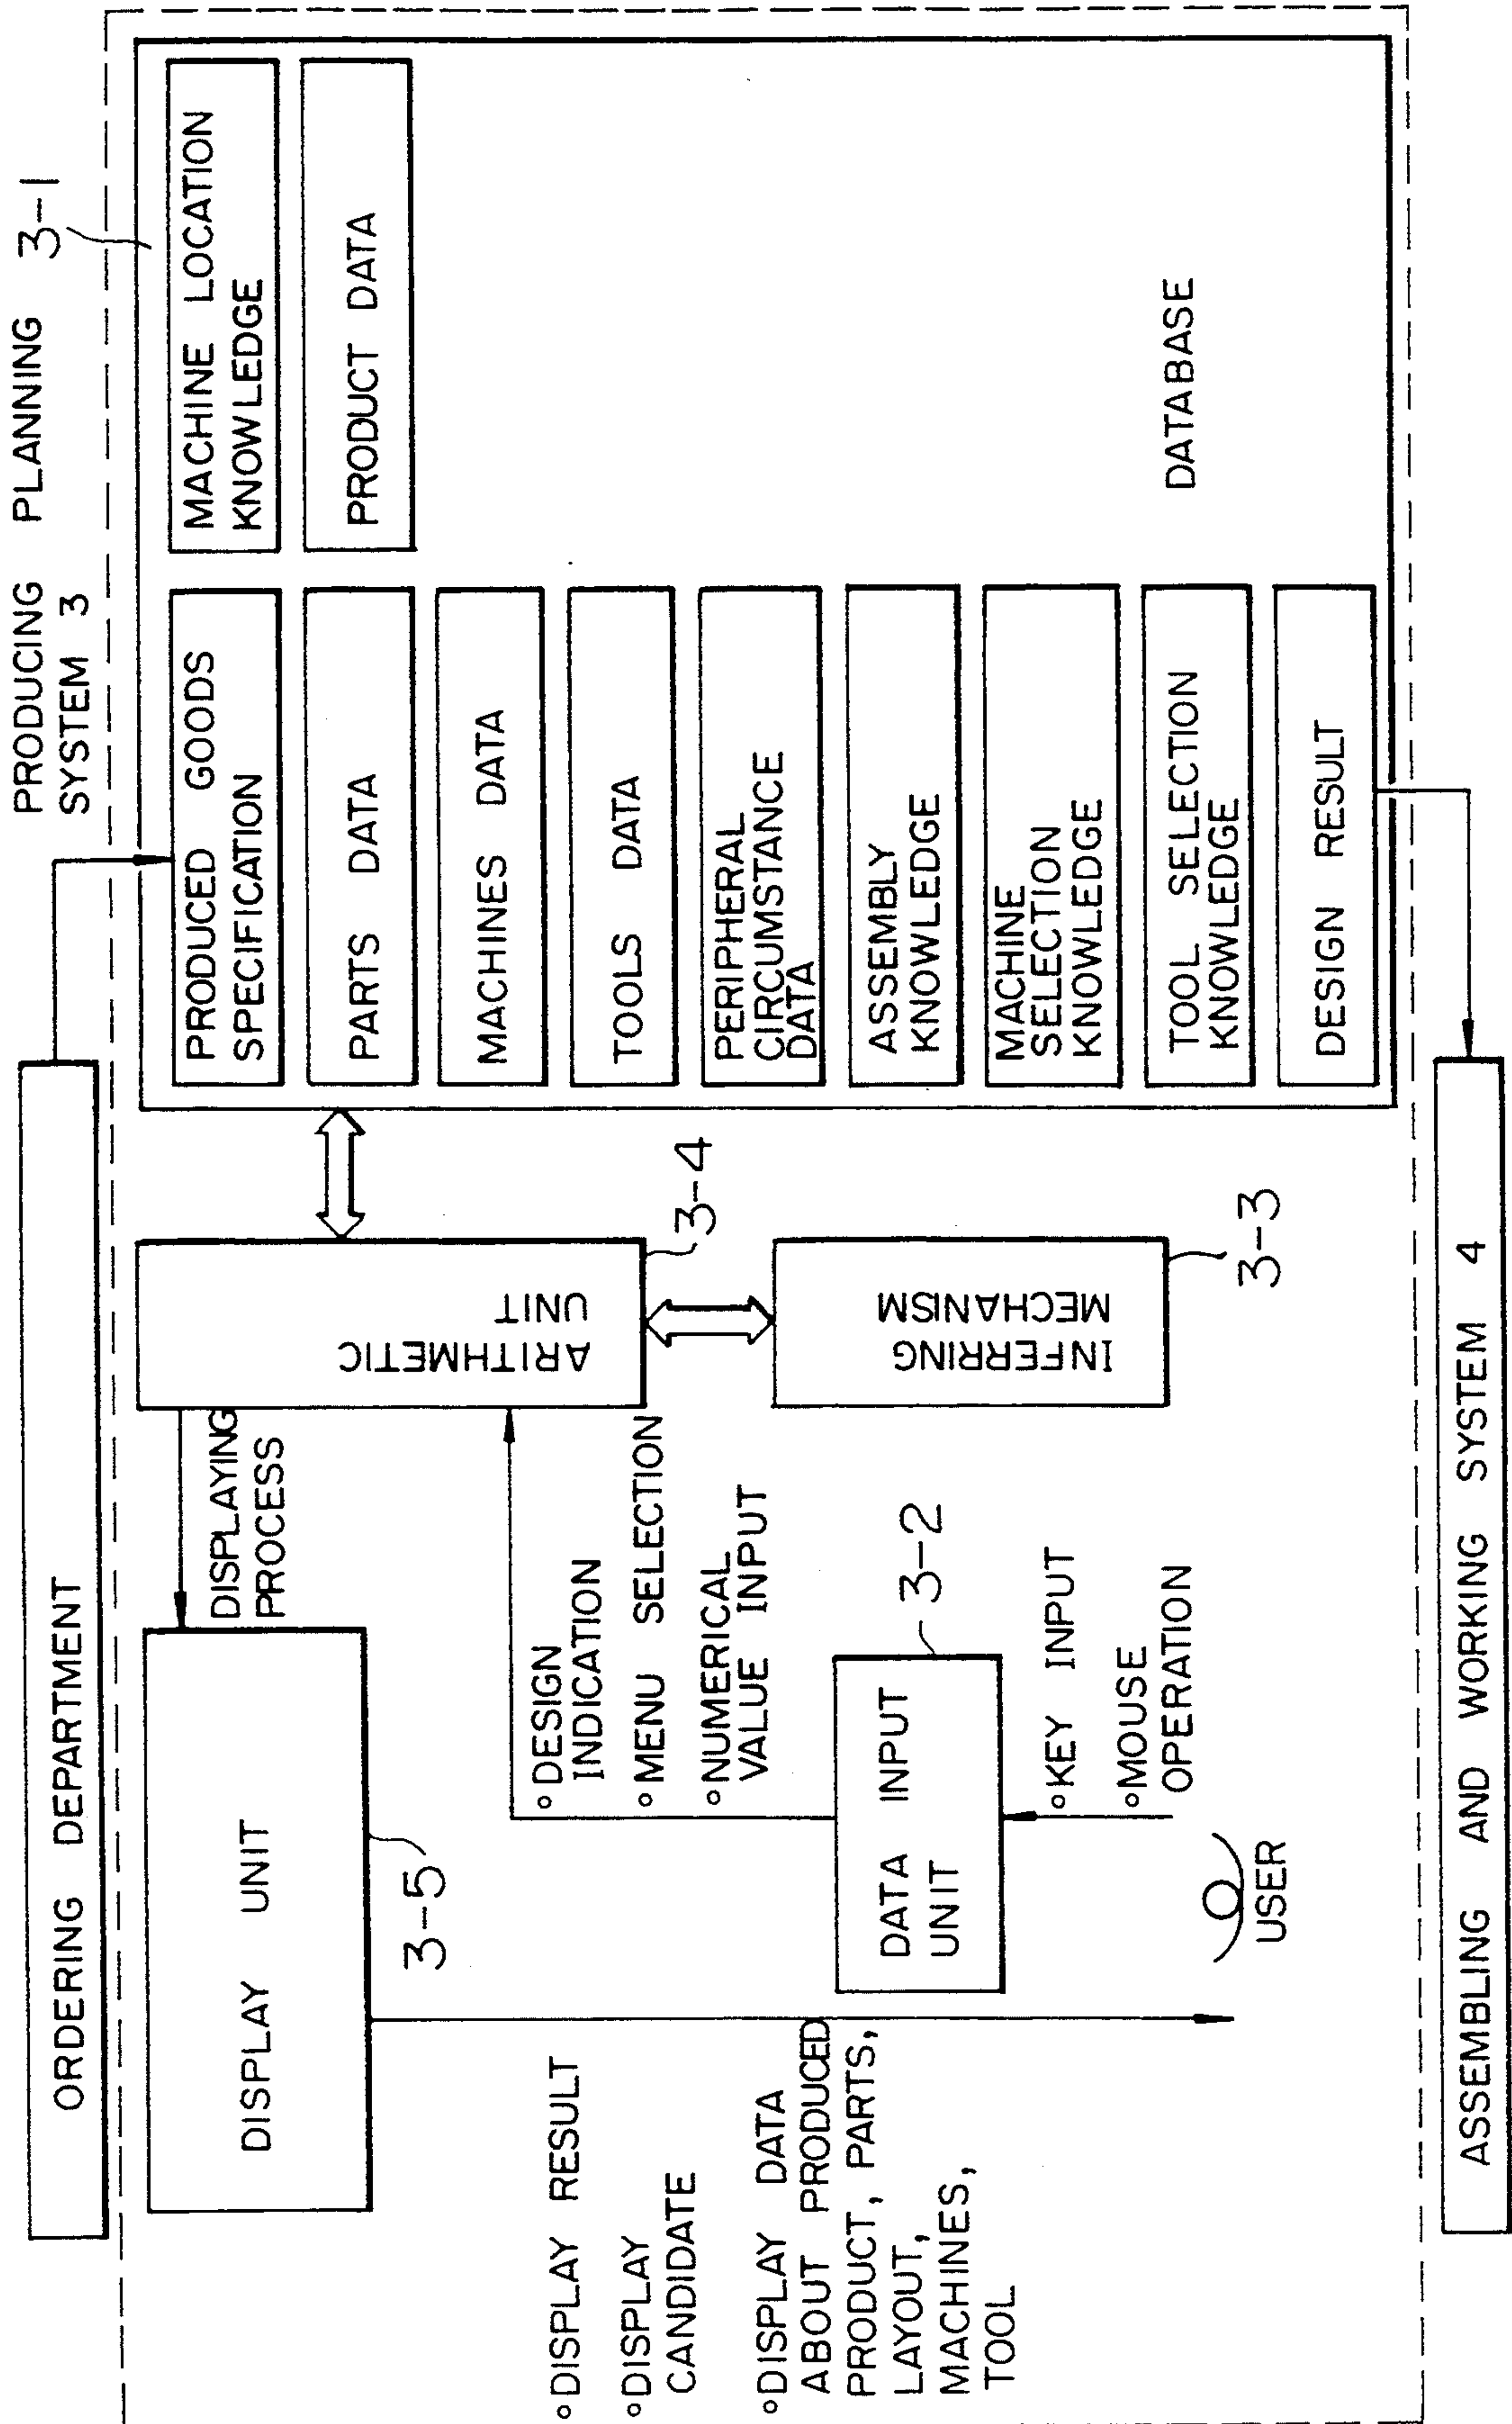 ORDERING DEPARTMENT
PRODUCING PLANNING
SYSTEM 3
3-1
DISPLAY UNIT
3-5
DISPLAYING
PROCESS
ARITHMETIC
UNIT
3-4
INFERRING
MECHANISM
3-3
°DESIGN
INDICATION
°MENU SELECTION
°NUMERICAL
VALUE INPUT
DATA INPUT
UNIT
3-2
°KEY INPUT
°MOUSE
OPERATION
USER
°DISPLAY RESULT
°DISPLAY
CANDIDATE
°DISPLAY DATA
ABOUT PRODUCED
PRODUCT, PARTS,
LAYOUT,
MACHINES,
TOOL
PRODUCED GOODS
SPECIFICATION
PARTS DATA
MACHINES DATA
TOOLS DATA
PERIPHERAL
CIRCUMSTANCE
DATA
ASSEMBLY
KNOWLEDGE
MACHINE
SELECTION
KNOWLEDGE
TOOL SELECTION
KNOWLEDGE
DESIGN RESULT
MACHINE LOCATION
KNOWLEDGE
PRODUCT DATA
DATABASE
ASSEMBLING AND WORKING SYSTEM 4